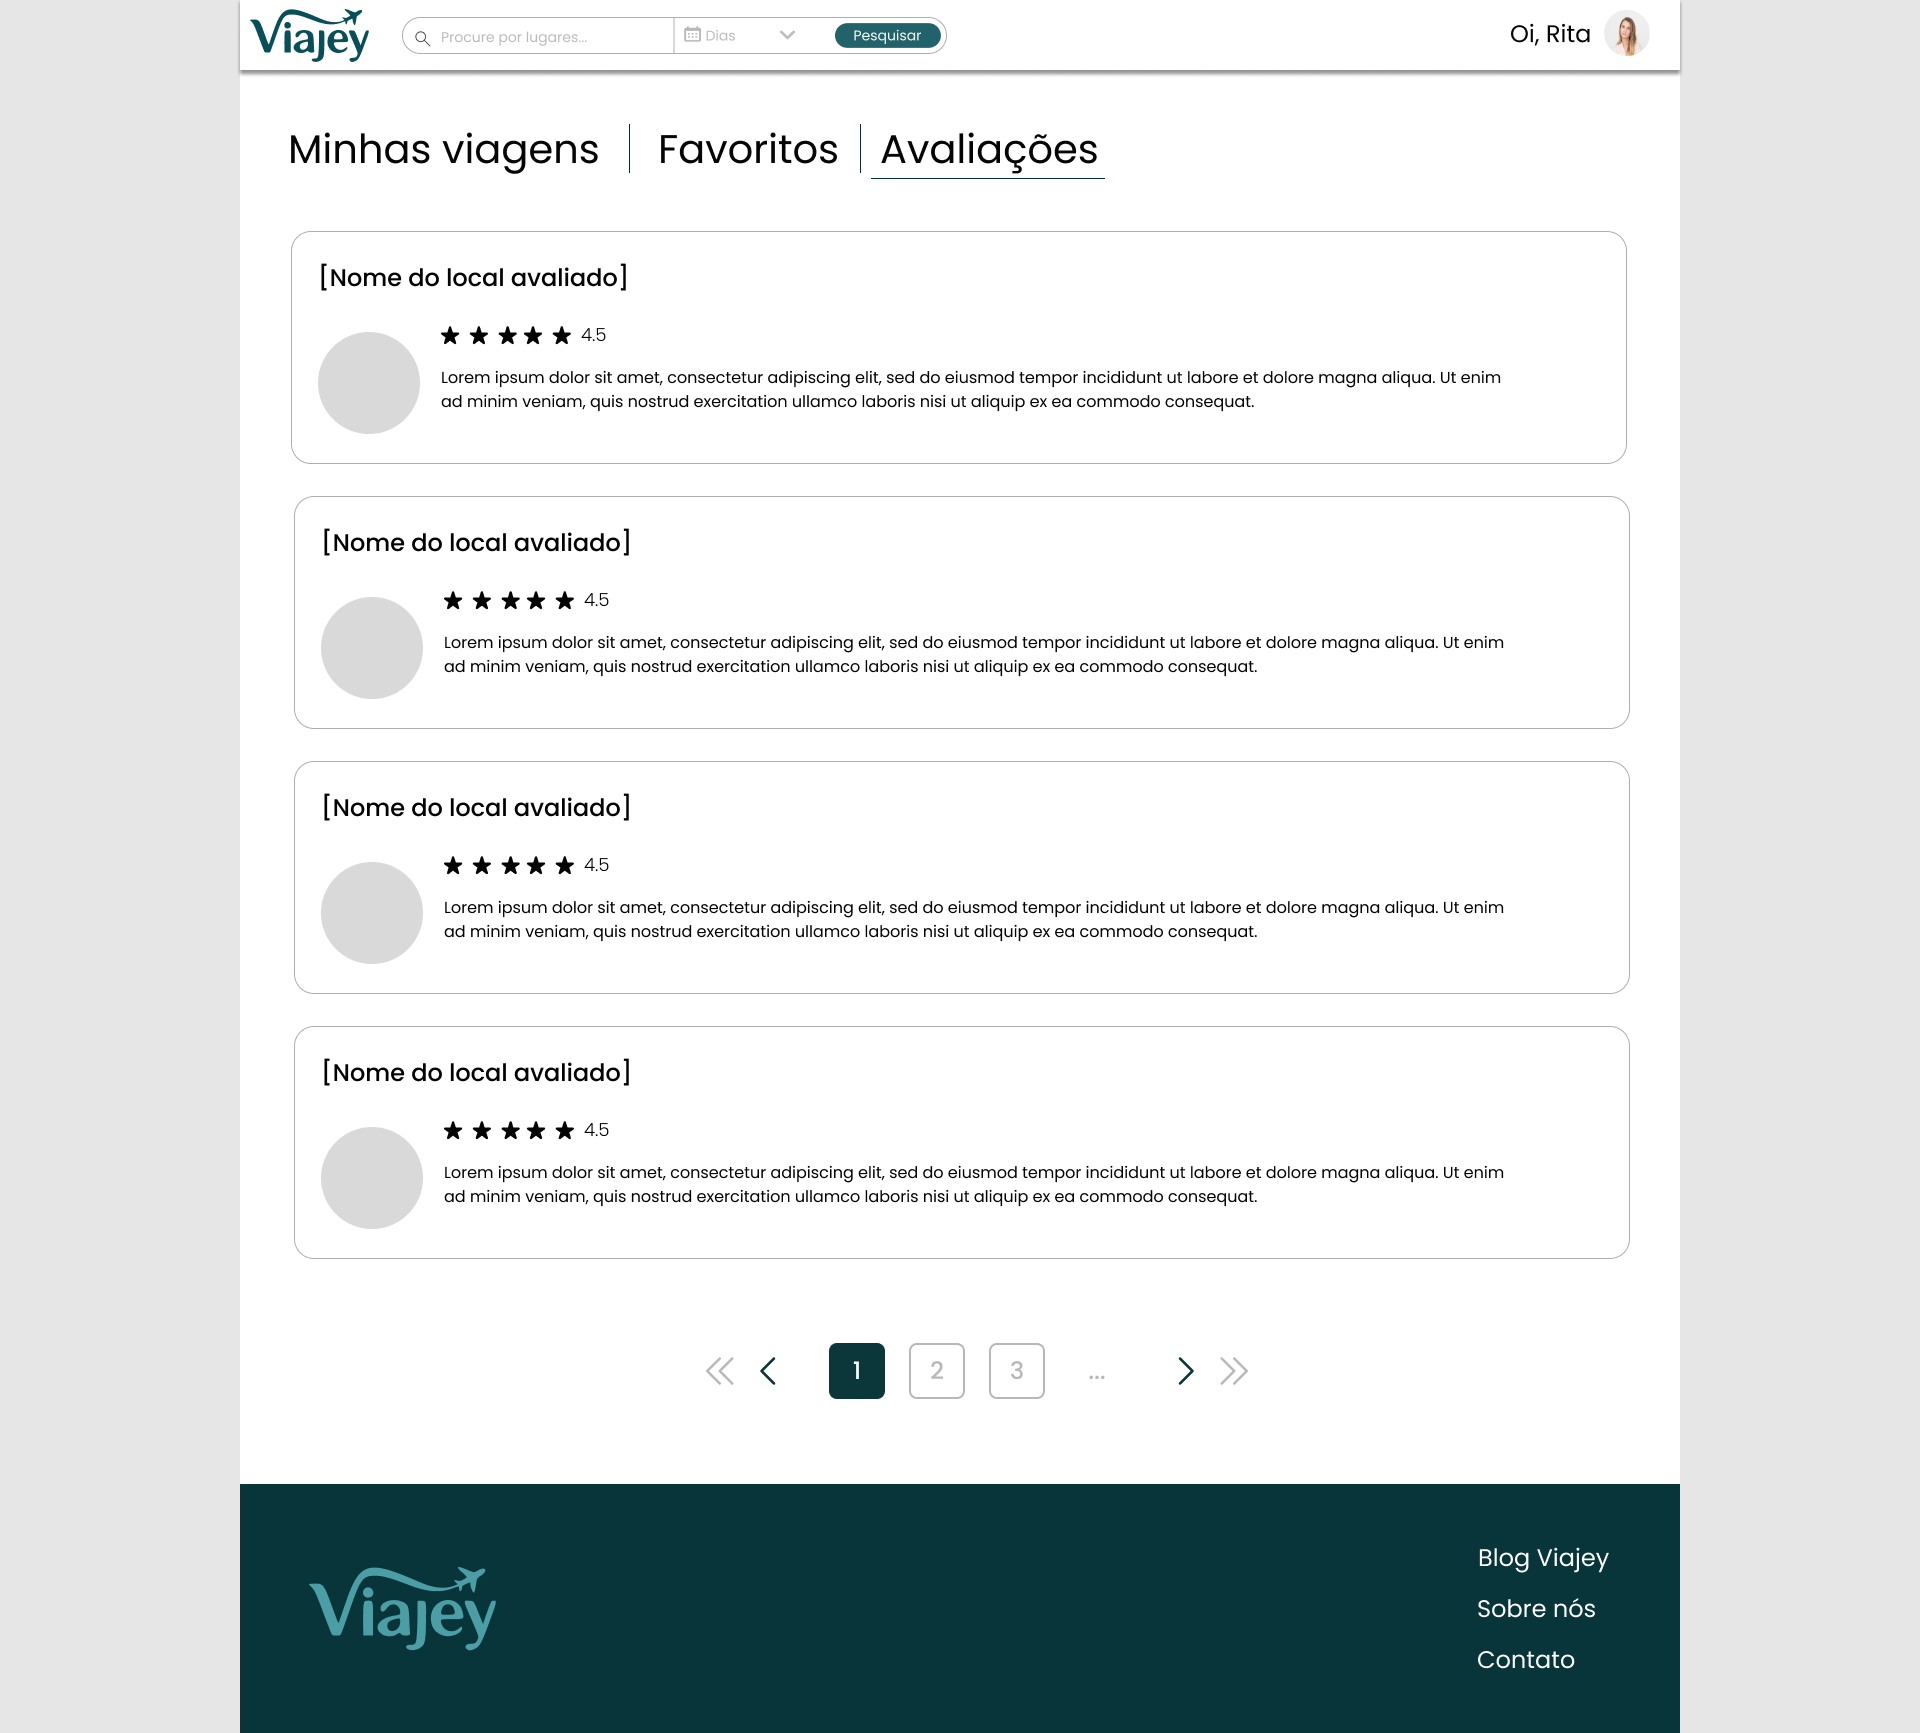 Viajey
Procure por lugares...
Dias
Pesquisar
Oi, Rita
Minhas viagens
Favoritos
Avaliações
[Nome do local avaliado]
4.5
Lorem ipsum dolor sit amet, consectetur adipiscing elit, sed do eiusmod tempor incididunt ut labore et dolore magna aliqua. Ut enim
ad minim veniam, quis nostrud exercitation ullamco laboris nisi ut aliquip ex ea commodo consequat.
[Nome do local avaliado]
4.5
Lorem ipsum dolor sit amet, consectetur adipiscing elit, sed do eiusmod tempor incididunt ut labore et dolore magna aliqua. Ut enim
ad minim veniam, quis nostrud exercitation ullamco laboris nisi ut aliquip ex ea commodo consequat.
[Nome do local avaliado]
4.5
Lorem ipsum dolor sit amet, consectetur adipiscing elit, sed do eiusmod tempor incididunt ut labore et dolore magna aliqua. Ut enim
ad minim veniam, quis nostrud exercitation ullamco laboris nisi ut aliquip ex ea commodo consequat.
[Nome do local avaliado]
4.5
Lorem ipsum dolor sit amet, consectetur adipiscing elit, sed do eiusmod tempor incididunt ut labore et dolore magna aliqua. Ut enim
ad minim veniam, quis nostrud exercitation ullamco laboris nisi ut aliquip ex ea commodo consequat.
1 2 3 ...
Viajey
Blog Viajey
Sobre nós
Contato